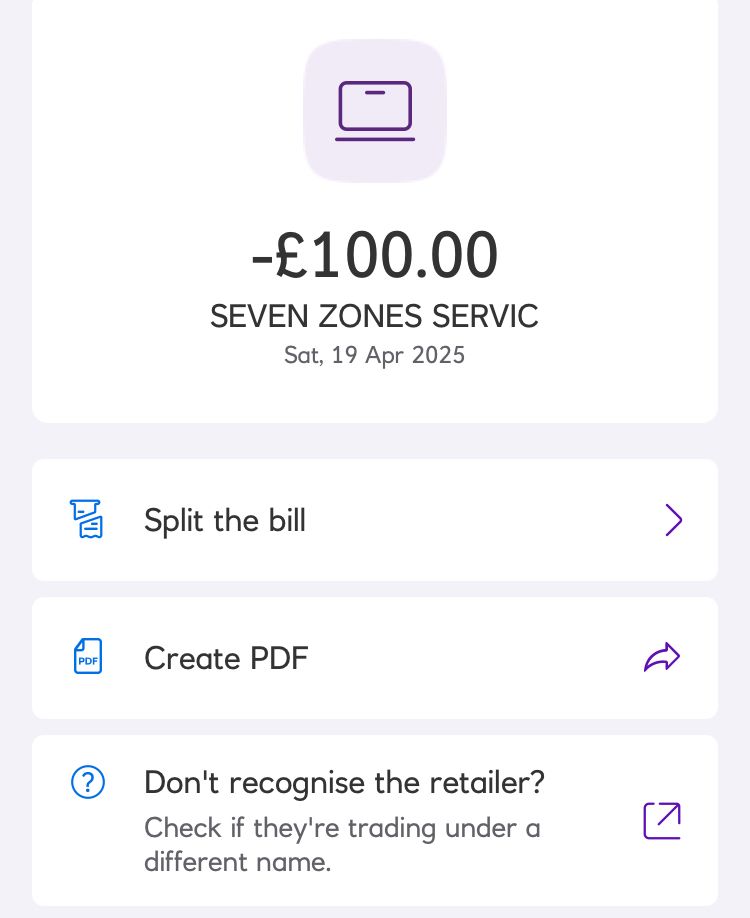 -£100.00
SEVEN ZONES SERVIC
Sat, 19 Apr 2025
Split the bill
PDF
Create PDF
Don't recognise the retailer?
Check if they're trading under a
different name.